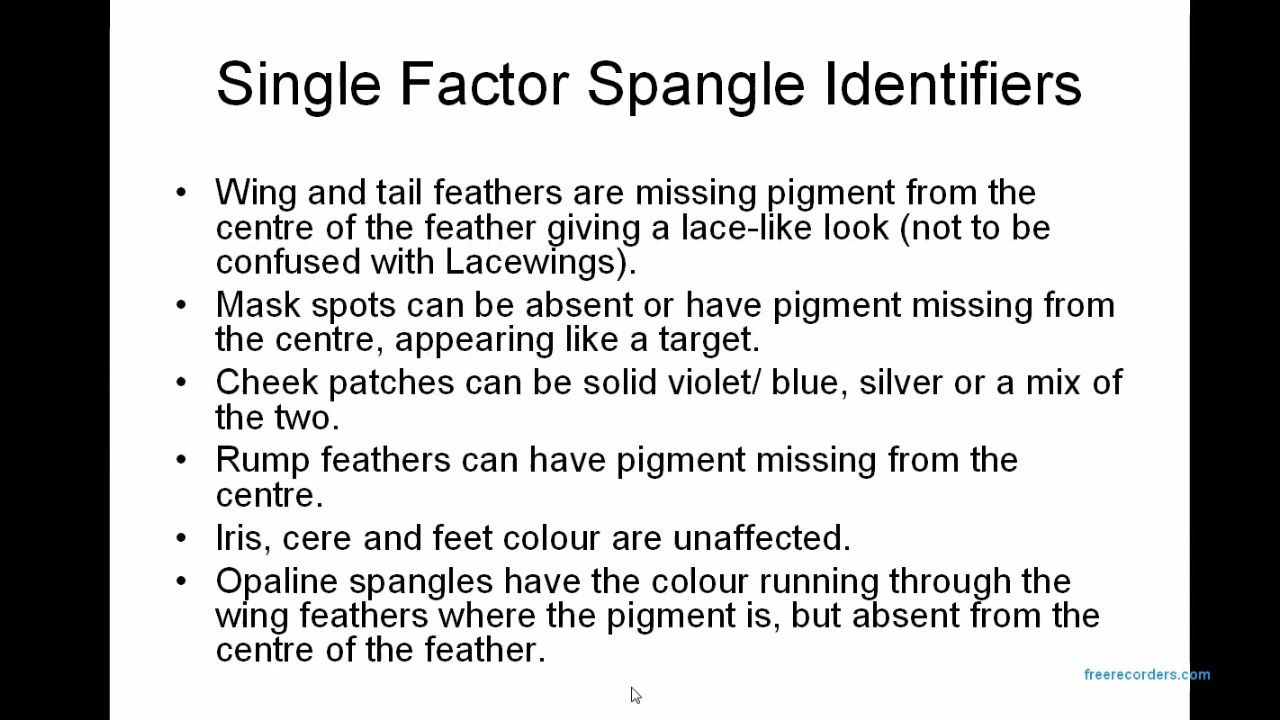 Single Factor Spangle Identifiers
• Wing and tail feathers are missing pigment from the
centre of the feather giving a lace-like look (not to be
confused with Lacewings).
• Mask spots can be absent or have pigment missing from
the centre, appearing like a target.
• Cheek patches can be solid violet/ blue, silver or a mix of
the two.
• Rump feathers can have pigment missing from the
centre.
• Iris, cere and feet colour are unaffected.
• Opaline spangles have the colour running through the
wing feathers where the pigment is, but absent from the
centre of the feather.
freerecorders.com